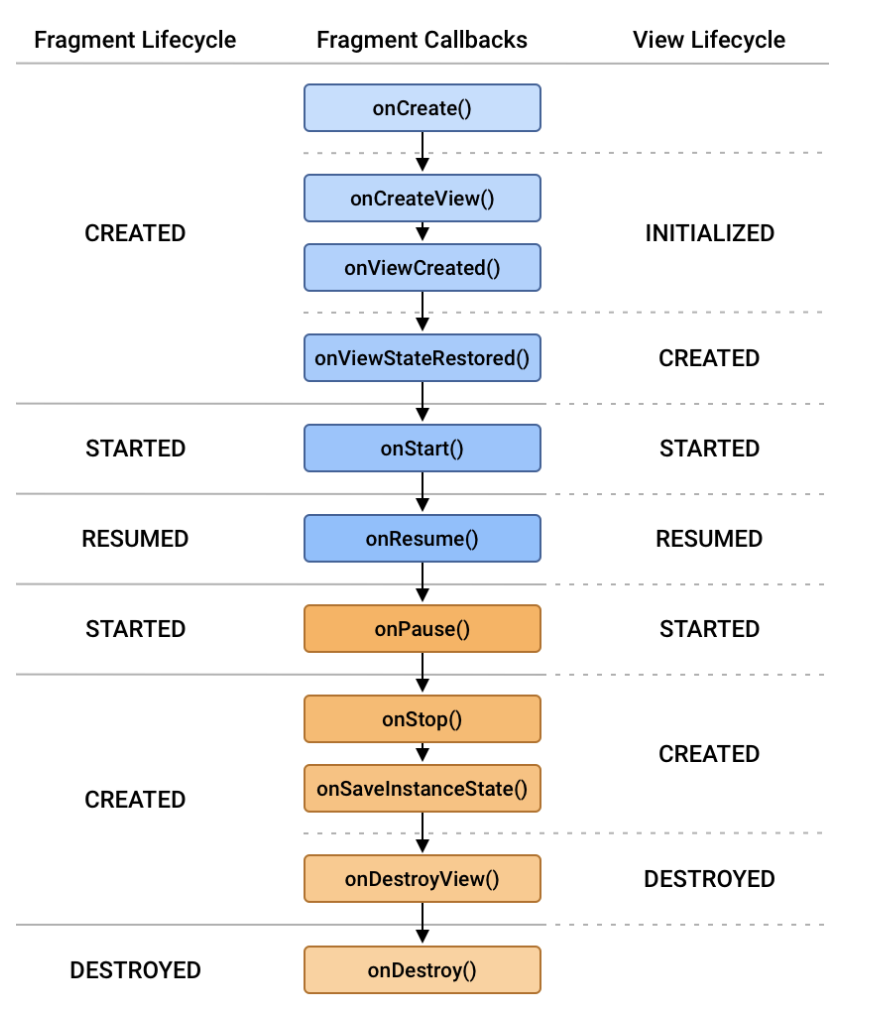 Fragment Lifecycle Fragment Callbacks View Lifecycle
onCreate()
onCreateView()
CREATED INITIALIZED
onViewCreated()
onViewStateRestored() CREATED
STARTED onStart() STARTED
RESUMED onResume() RESUMED
STARTED onPause() STARTED
onStop()
CREATED
onSaveInstanceState()
CREATED
onDestroyView() DESTROYED
DESTROYED onDestroy()